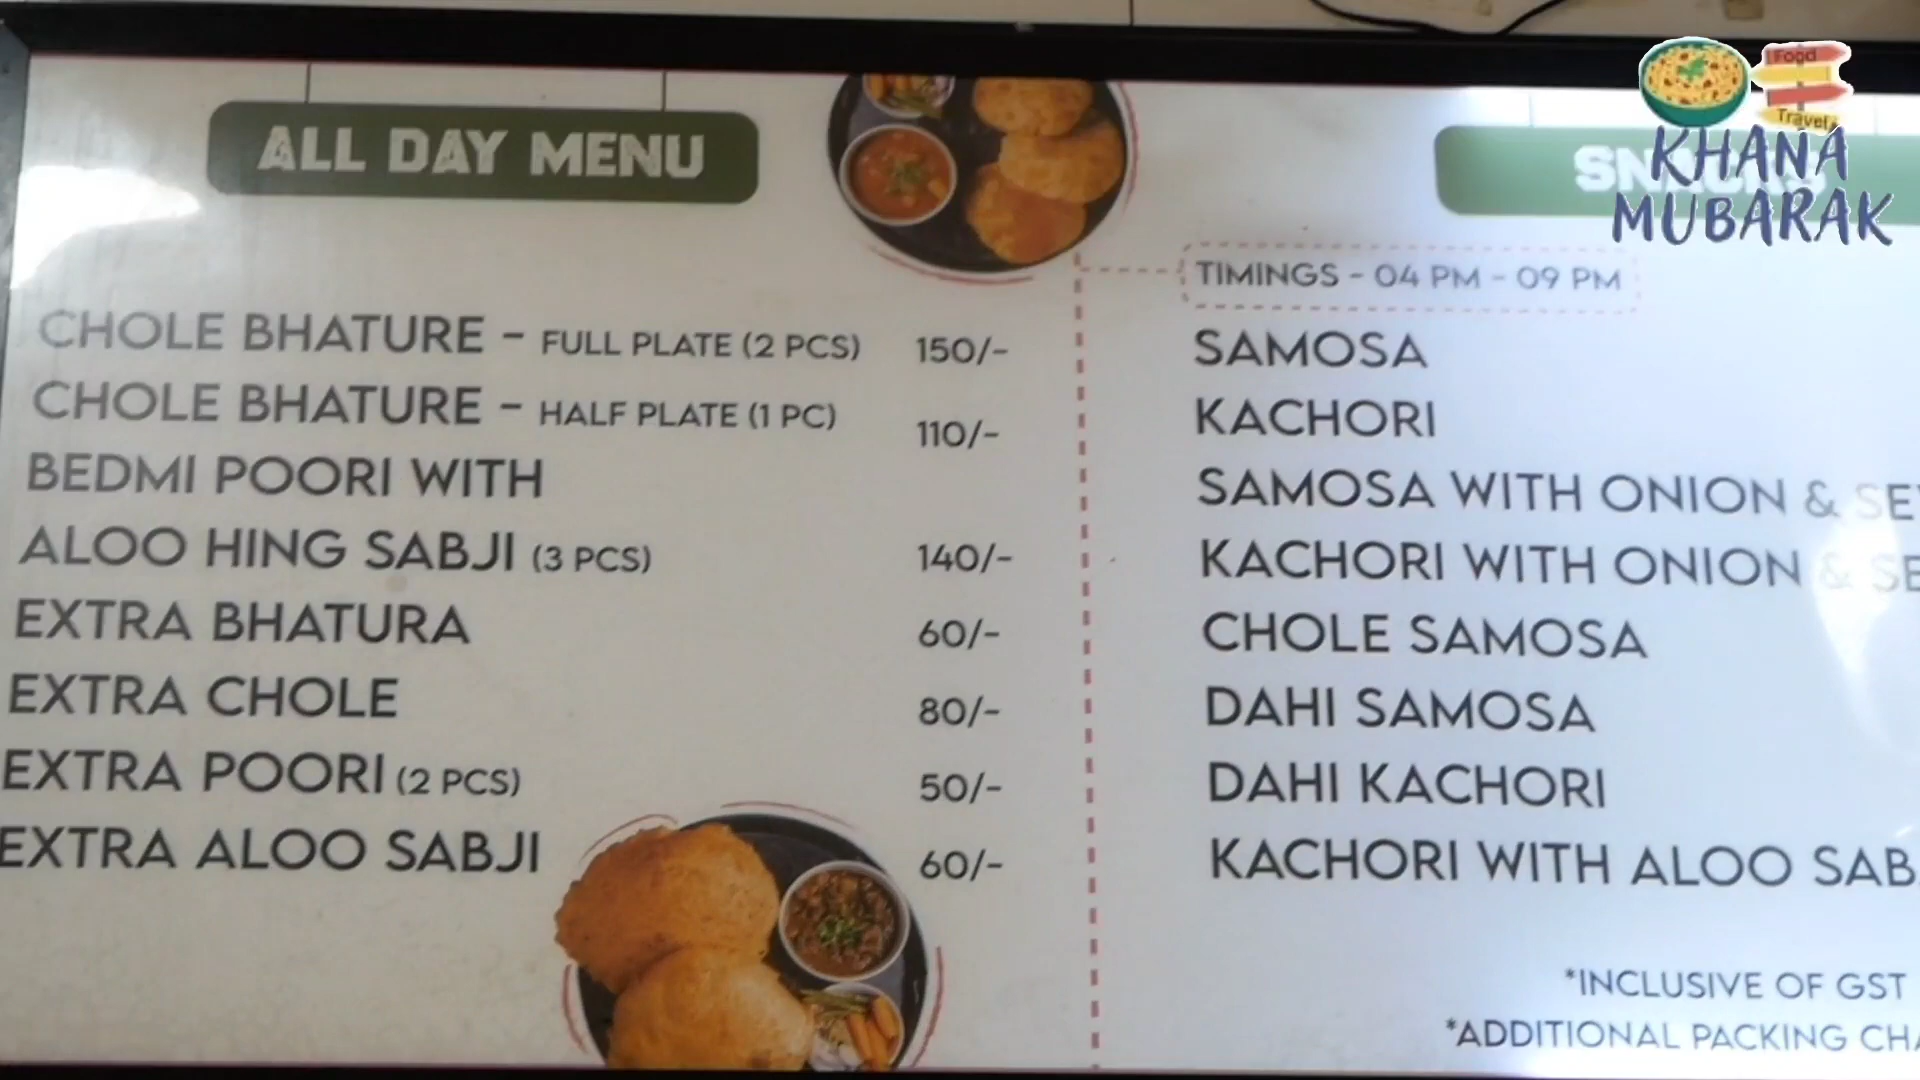 ALL DAY MENU
CHOLE BHATURE - FULL PLATE (2 PCS) 150/-
CHOLE BHATURE - HALF PLATE (1 PC) 110/-
BEDMI POORI WITH
ALOO HING SABJI (3 PCS) 140/-
EXTRA BHATURA 60/-
EXTRA CHOLE 80/-
EXTRA POORI (2 PCS) 50/-
EXTRA ALOO SABJI 60/-
Food
Travel
KHANA
MUBARAK
TIMINGS - 04 PM - 09 PM
SAMOSA
KACHORI
SAMOSA WITH ONION &
KACHORI WITH ONION &
CHOLE SAMOSA
DAHI SAMOSA
DAHI KACHORI
KACHORI WITH ALOO
*INCLUSIVE OF GST
*ADDITIONAL PACKING